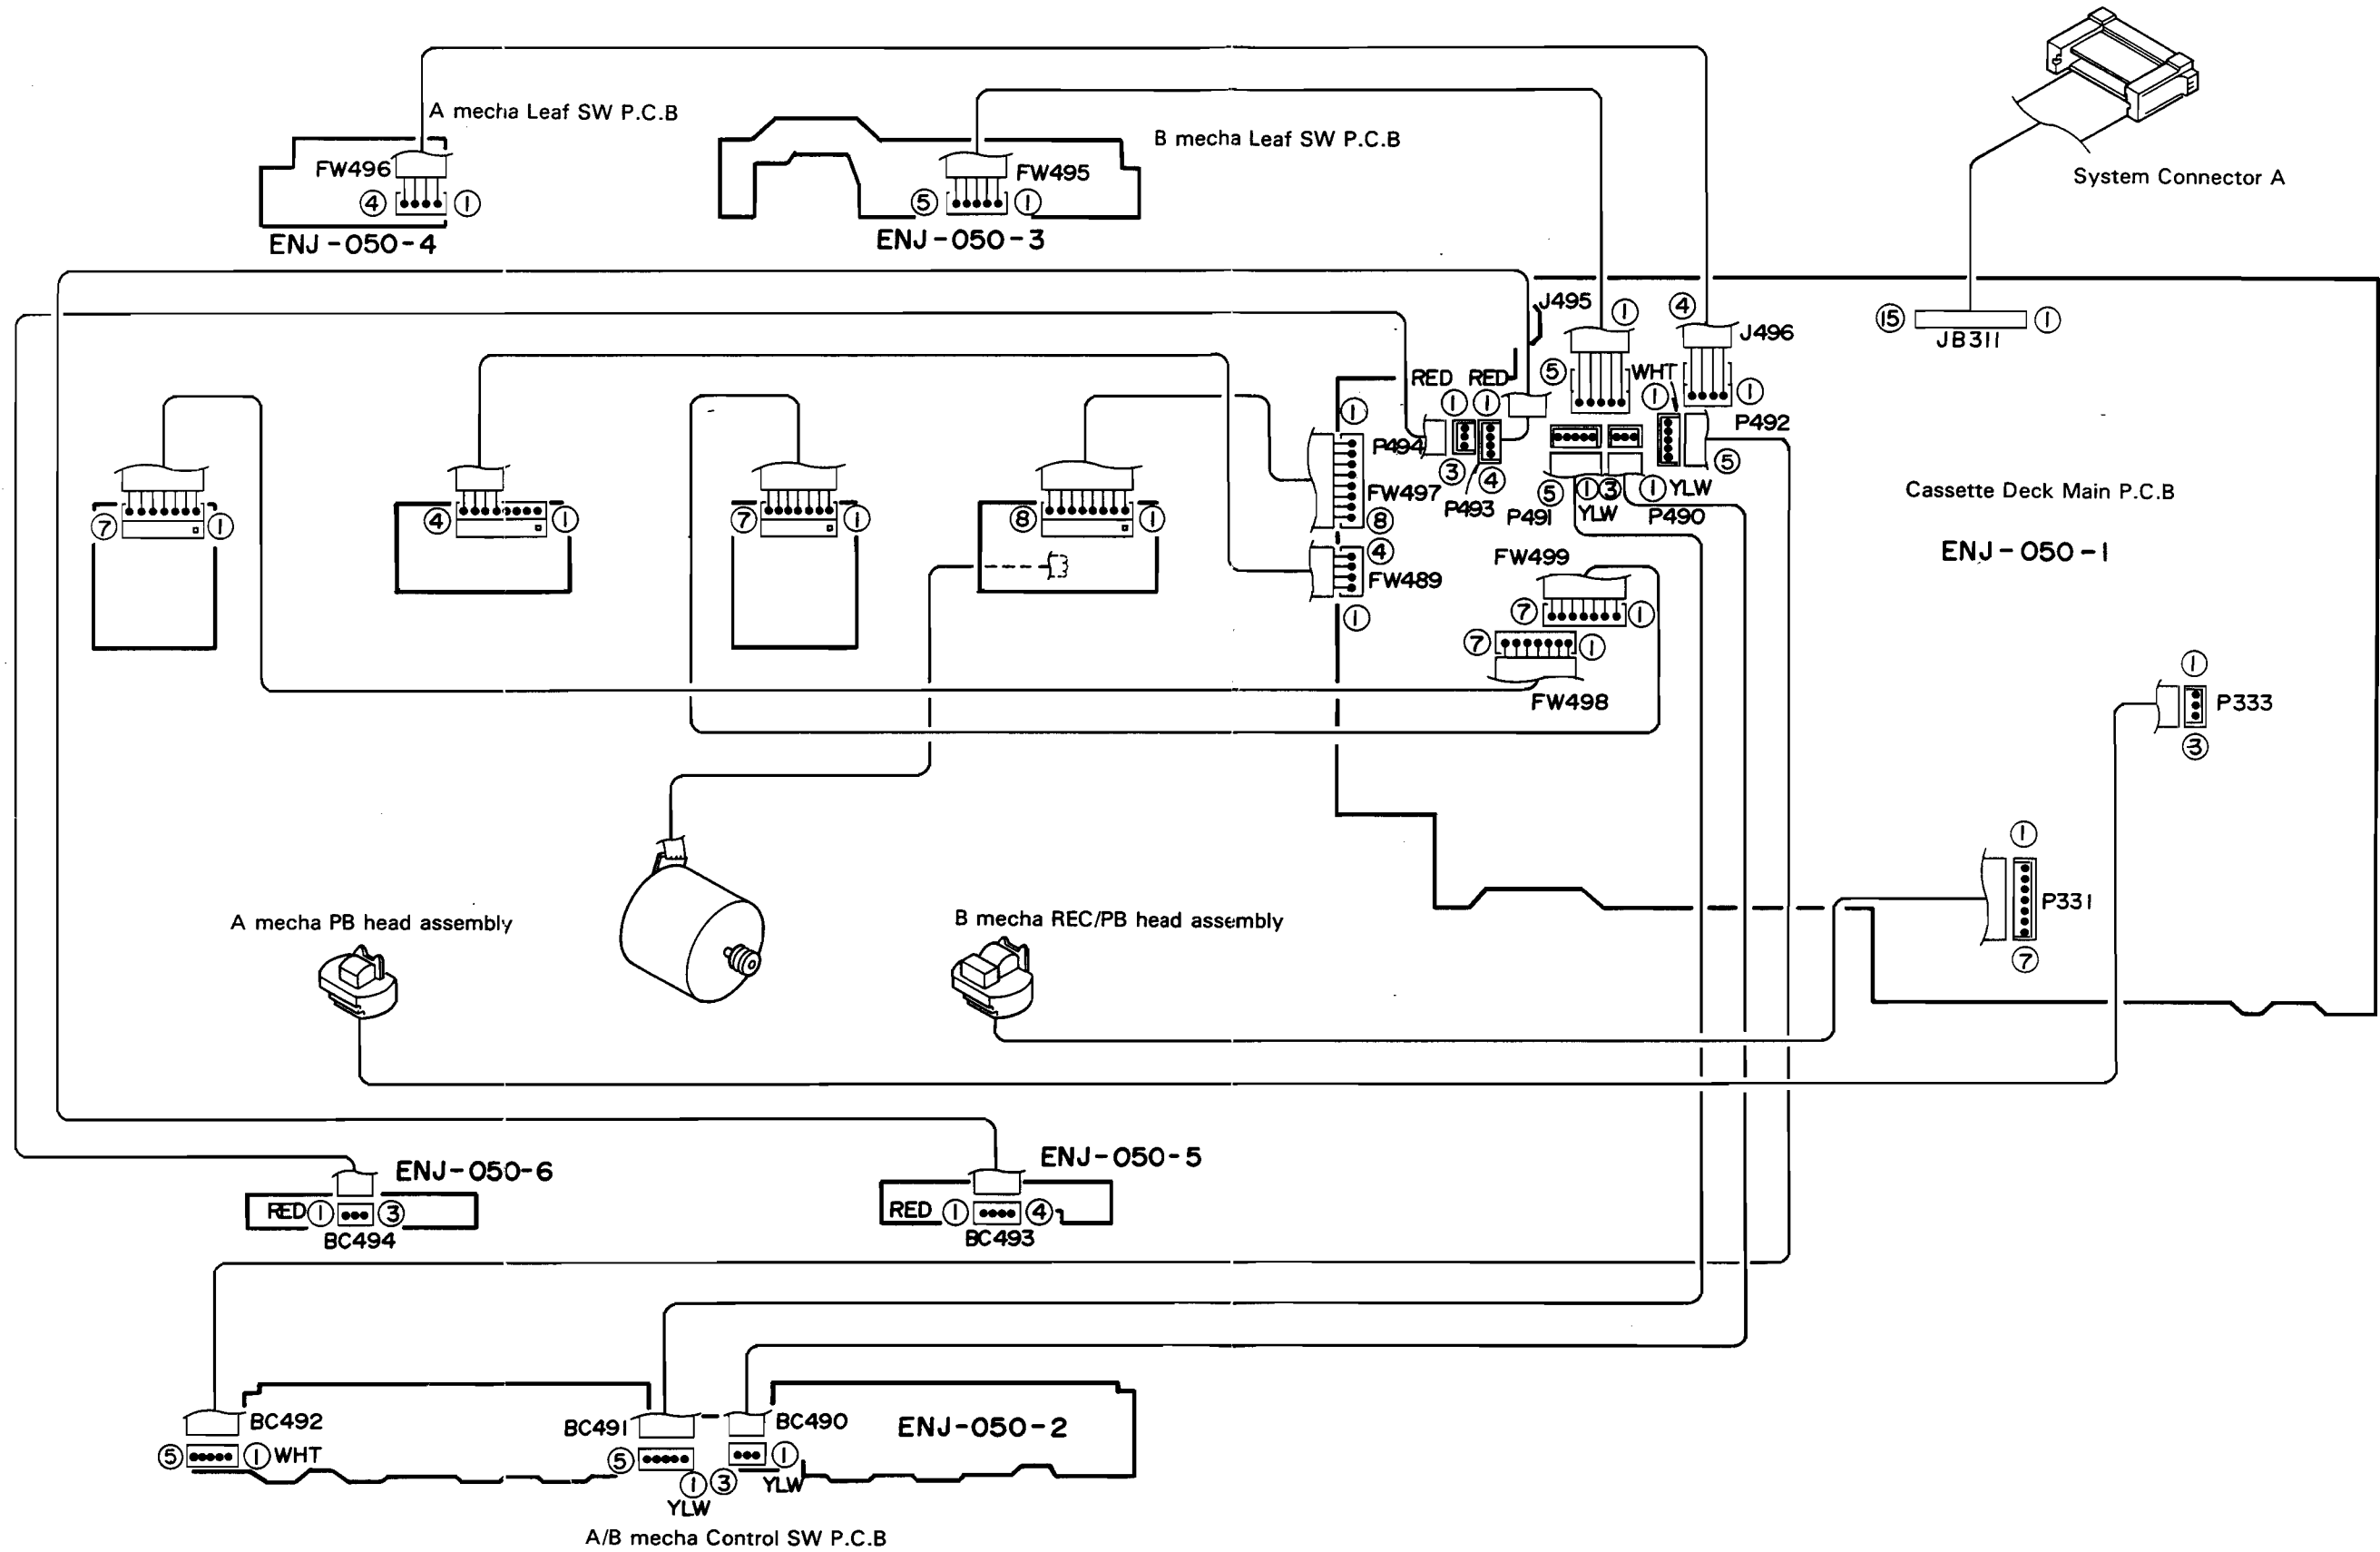 A mecha Leaf SW P.C.B
FW496
④ ①
ENJ-050-4
B mecha Leaf SW P.C.B
FW495
⑤ ①
ENJ-050-3
System Connector A
⑮ ①
JB311
J495
①
⑤
④
J496
①
WHT
①
P492
⑤
RED RED
① ①
P494
③ ④
P493
①
FW497
⑧
④
FW489
①
⑤ ① ③ ① YLW
P491 YLW P490
FW499
⑦ ①
⑦ ①
FW498
Cassette Deck Main P.C.B
ENJ-050-1
⑦ ①
④ ①
⑦ ①
⑧ ①
①
P333
③
①
P331
⑦
A mecha PB head assembly
B mecha REC/PB head assembly
ENJ-050-6
RED ① ③
BC494
ENJ-050-5
RED ① ④
BC493
BC492
⑤ ① WHT
BC491
⑤
①
YLW
BC490
①
③ YLW
ENJ-050-2
A/B mecha Control SW P.C.B